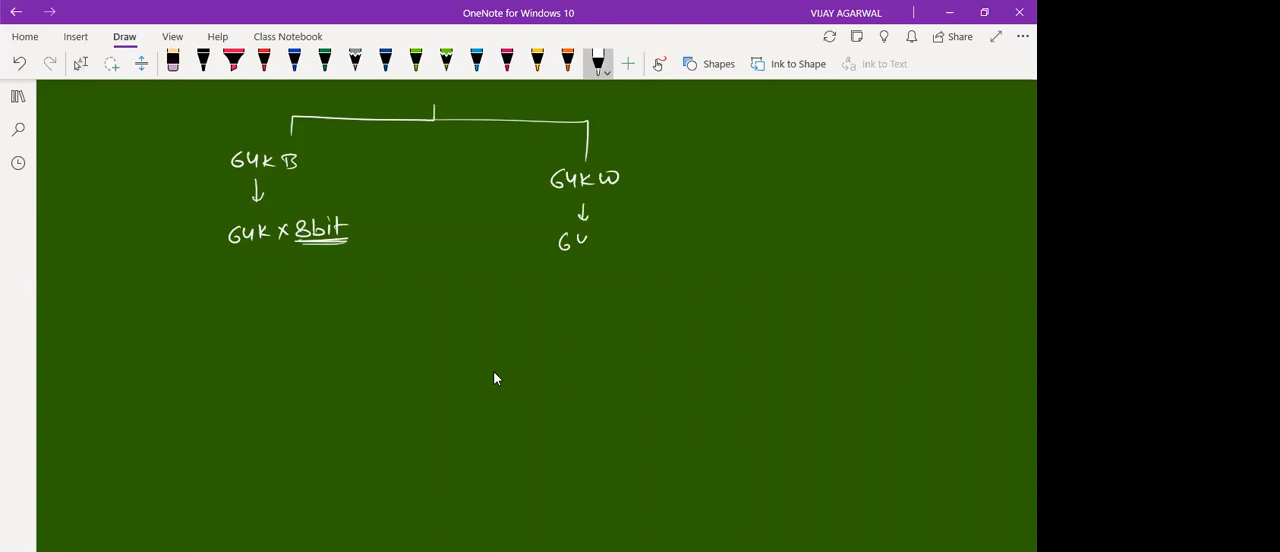 OneNote for Windows 10
VIJAY AGARWAL
Home Insert Draw View Help Class Notebook
Share
Shapes Ink to Shape Ink to Text
64KB
64KW
64K × 8bit
64